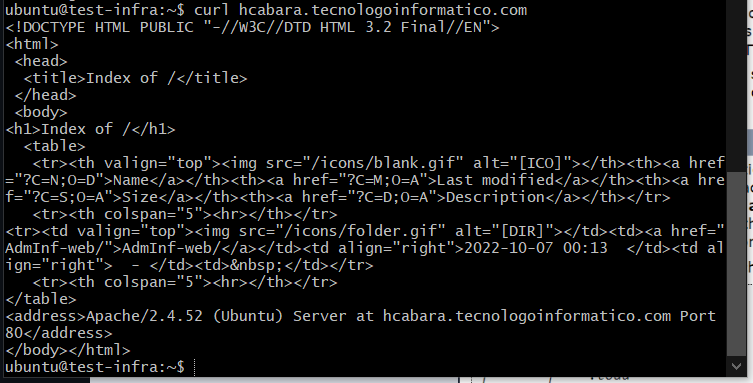 ubuntu@test-infra:~$ curl hcabara.tecnologoinformatico.com
<!DOCTYPE HTML PUBLIC "-//W3C//DTD HTML 3.2 Final//EN">
<html>
 <head>
  <title>Index of /</title>
 </head>
 <body>
<h1>Index of /</h1>
  <table>
   <tr><th valign="top"><img src="/icons/blank.gif" alt="[ICO]"></th><th><a href
="?C=N;O=D">Name</a></th><th><a href="?C=M;O=A">Last modified</a></th><th><a hre
f="?C=S;O=A">Size</a></th><th><a href="?C=D;O=A">Description</a></th></tr>
   <tr><th colspan="5"><hr></th></tr>
<tr><td valign="top"><img src="/icons/folder.gif" alt="[DIR]"></td><td><a href="
AdmInf-web/">AdmInf-web/</a></td><td align="right">2022-10-07 00:13  </td><td al
ign="right">  - </td><td>&nbsp;</td></tr>
   <tr><th colspan="5"><hr></th></tr>
</table>
<address>Apache/2.4.52 (Ubuntu) Server at hcabara.tecnologoinformatico.com Port
80</address>
</body></html>
ubuntu@test-infra:~$